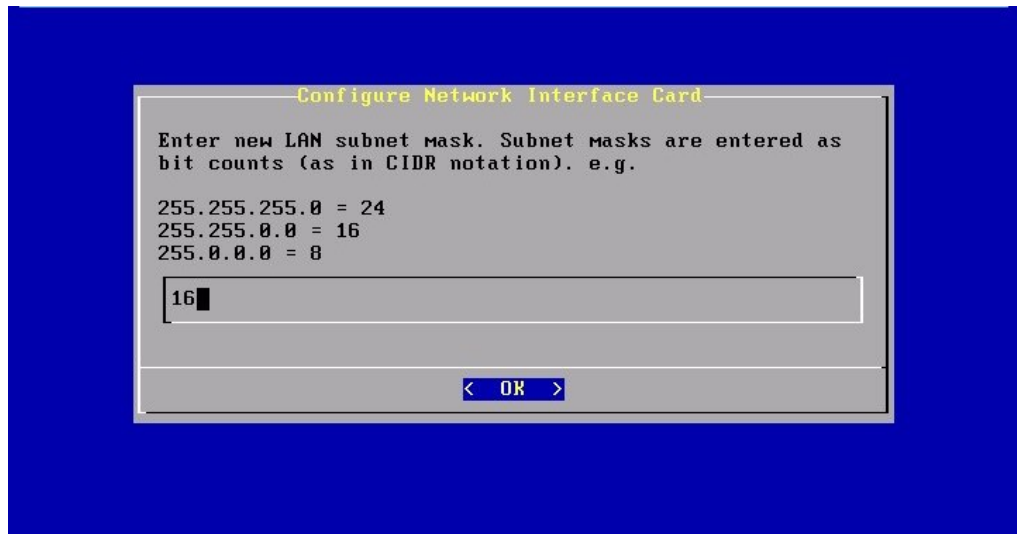 Configure Network Interface Card
Enter new LAN subnet mask. Subnet masks are entered as
bit counts (as in CIDR notation). e.g.
255.255.255.0 = 24
255.255.0.0 = 16
255.0.0.0 = 8
16
< OK >